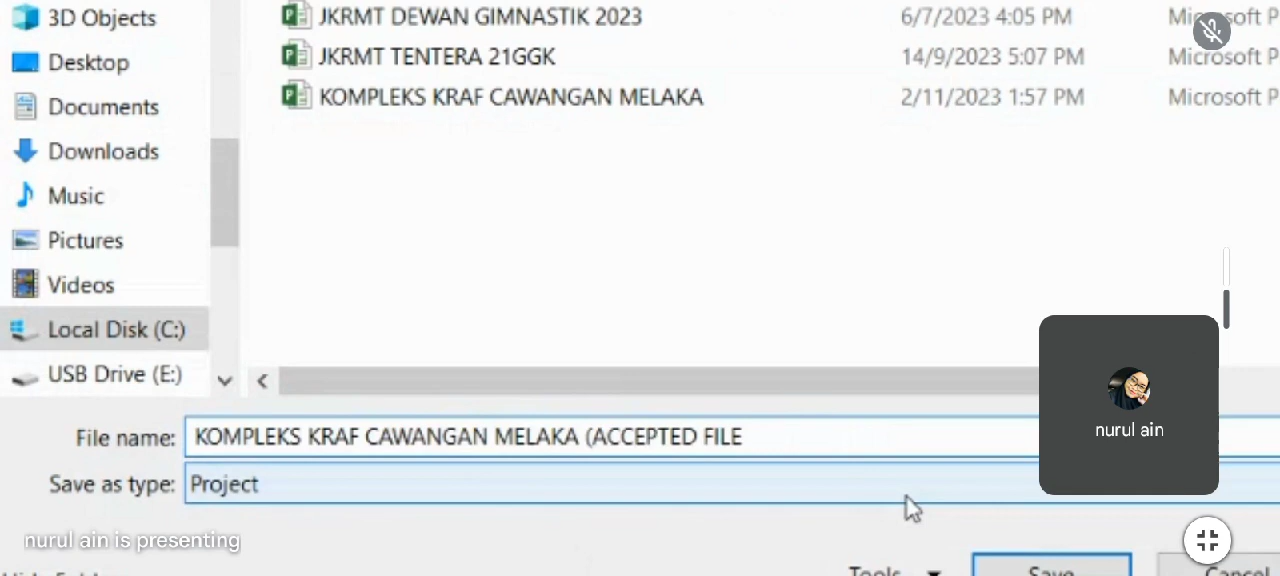 3D Objects
Desktop
Documents
Downloads
Music
Pictures
Videos
Local Disk (C:)
USB Drive (E:)
JKRMT DEWAN GIMNASTIK 2023 6/7/2023 4:05 PM
JKRMT TENTERA 21GGK 14/9/2023 5:07 PM Microsoft P
KOMPLEKS KRAF CAWANGAN MELAKA 2/11/2023 1:57 PM Microsoft P
File name: KOMPLEKS KRAF CAWANGAN MELAKA (ACCEPTED FILE
Save as type: Project
nurul ain
nurul ain is presenting
Tools Save Cancel